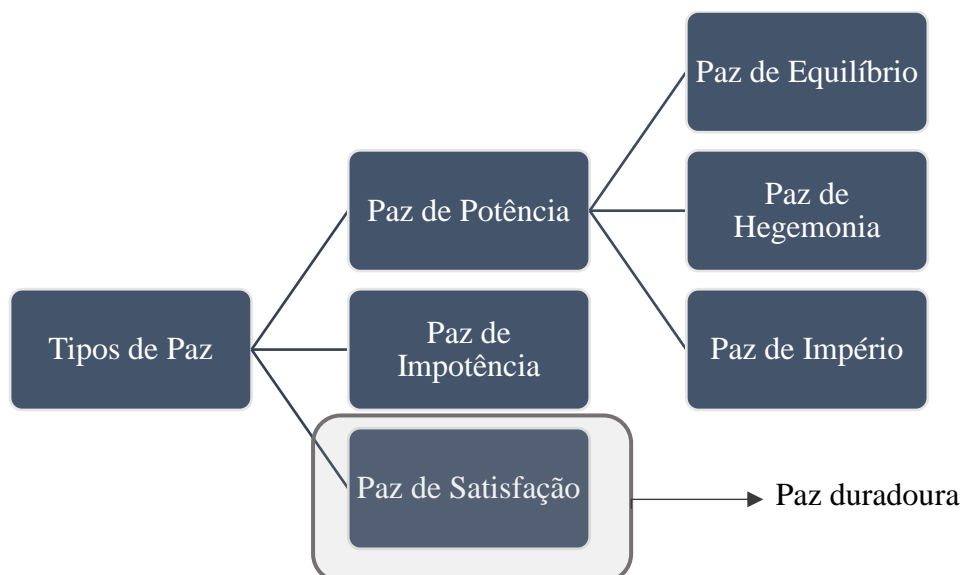 Tipos de Paz
Paz de Potência
Paz de
Impotência
Paz de Satisfação
Paz de Equilíbrio
Paz de
Hegemonia
Paz de Império
Paz duradoura